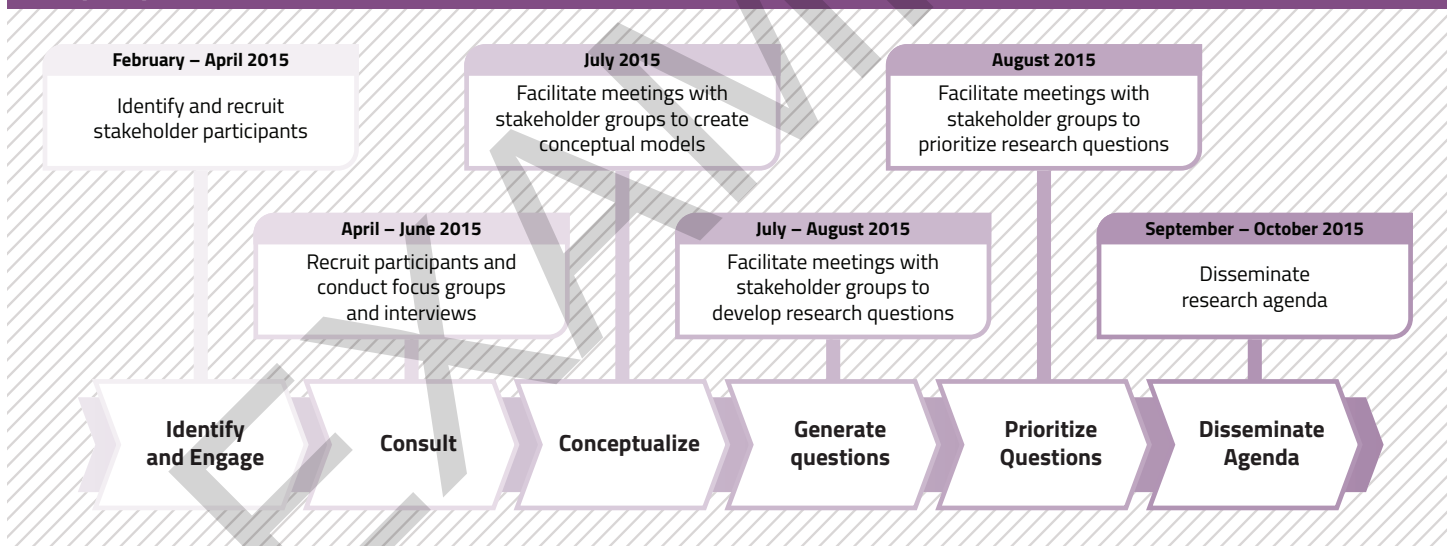 February – April 2015
Identify and recruit
stakeholder participants
July 2015
Facilitate meetings with
stakeholder groups to create
conceptual models
August 2015
Facilitate meetings with
stakeholder groups to
prioritize research questions
April – June 2015
Recruit participants and
conduct focus groups
and interviews
July – August 2015
Facilitate meetings with
stakeholder groups to
develop research questions
September – October 2015
Disseminate
research agenda
Identify
and Engage
Consult
Conceptualize
Generate
questions
Prioritize
Questions
Disseminate
Agenda